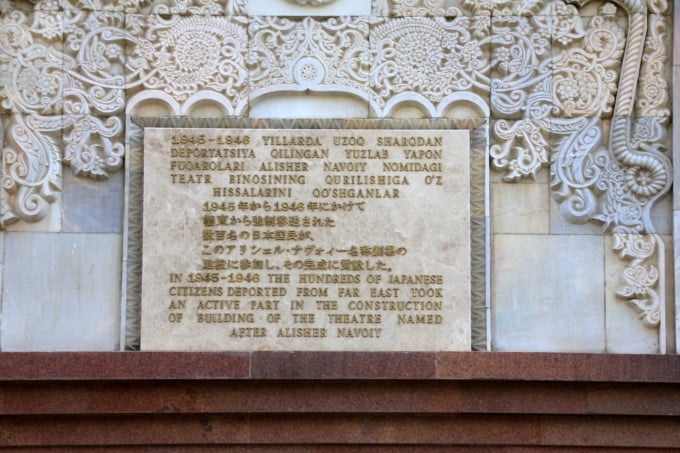 1945-1946 YILLARDA UZOQ SHARQDAN
DEPORTATSIYA QILINGAN YUZLAB YAPON
FUQAROLARI ALISHER NAVOIY NOMIDAGI
TEATR BINOSINING QURILISHIGA O'Z
HISSALARINI QO'SHGANLAR
1945年から1946年にかけて
極東から強制移送された
数百名の日本国民が、
このアリシェル・ナヴォイー名称劇場の
建設に参加し、その完成に貢献した。
IN 1945-1946 THE HUNDREDS OF JAPANESE
CITIZENS DEPORTED FROM FAR EAST TOOK
AN ACTIVE PART IN THE CONSTRUCTION
OF BUILDING OF THE THEATRE NAMED
AFTER ALISHER NAVOIY